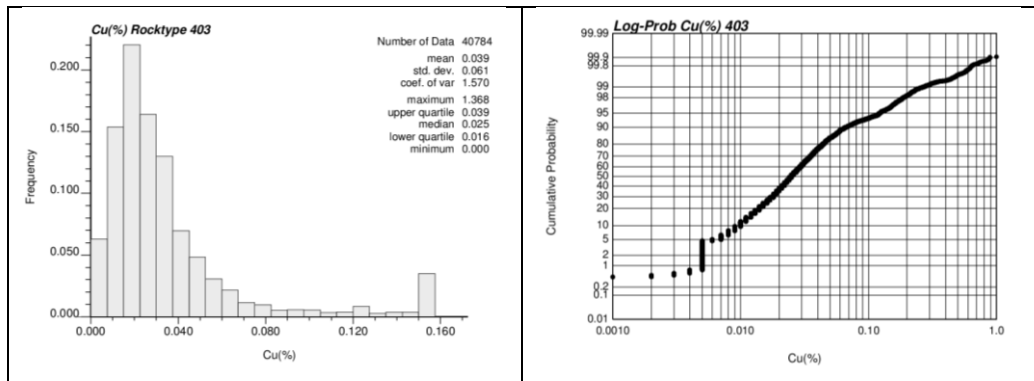 Cu(%) Rocktype 403
Number of Data 40784
mean 0.039
std. dev. 0.061
coef. of var 1.570
maximum 1.368
upper quartile 0.039
median 0.025
lower quartile 0.016
minimum 0.000
Frequency
0.200
0.150
0.100
0.050
0.000
0.000 0.040 0.080 0.120 0.160
Cu(%)
Log-Prob Cu(%) 403
Cumulative Probability
99.99
99.9
99.8
99
98
95
90
80
70
60
50
40
30
20
10
5
2
1
0.2
0.1
0.01
0.0010 0.010 0.10 1.0
Cu(%)